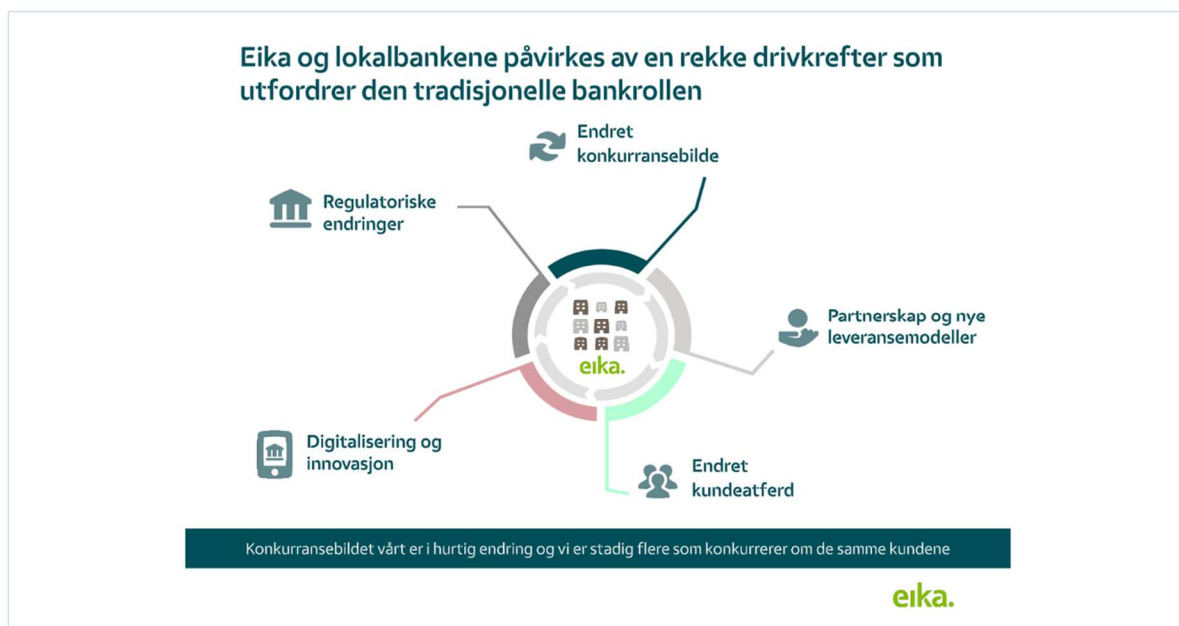 Eika og lokalbankene påvirkes av en rekke drivkrefter som
utfordrer den tradisjonelle bankrollen
Endret
konkurransebilde
Regulatoriske
endringer
Partnerskap og nye
leveransemodeller
eika.
Digitalisering og
innovasjon
Endret
kundeatferd
Konkurransebildet vårt er i hurtig endring og vi er stadig flere som konkurrerer om de samme kundene
eika.